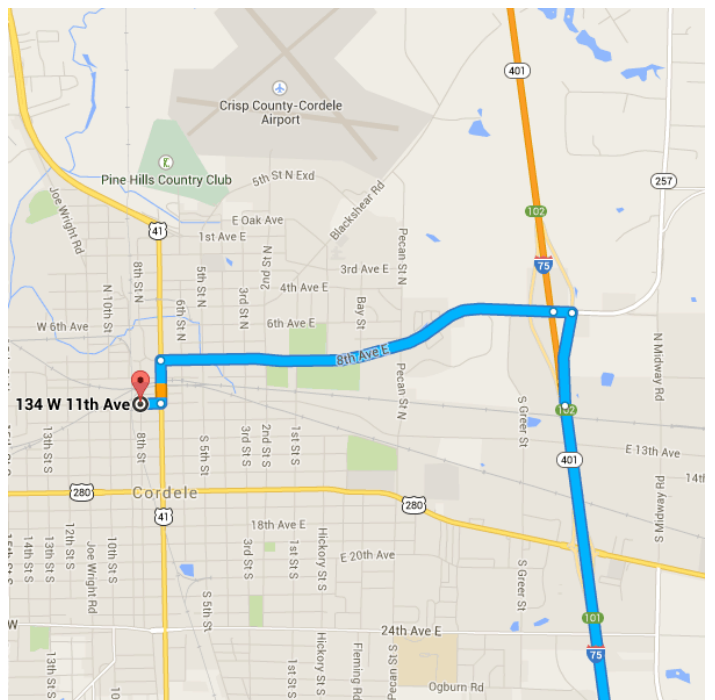 401
Crisp County-Cordele
Airport
Pine Hills Country Club
5th St N Exd
Blackshear Rd
257
Joe Wright Rd
E Oak Ave
102
41
1st Ave E
8th St N
5th St N
2nd St N
Pecan St N
75
3rd Ave E
N 10th St
6th St N
3rd St N
4th Ave E
Bay St
W 6th Ave
6th Ave E
8th Ave E
N Midway Rd
Pecan St N
134 W 11th Ave
102
S Greer St
13th St
8th St
S 5th St
3rd St
2nd St S
1st St S
E 13th Ave
401
280
Cordele
280
14th
S Midway Rd
41
18th Ave E
15th St S
14th St S
13th St S
12th St S
Joe Wright Rd
10th St S
3rd St S
1st St S
Hickory St S
E 20th Ave
S Greer St
S 5th St
101
W
24th Ave E
75
10th
1st St S
Hickory St S
Fleming Rd
Pecan St S
Ogburn Rd